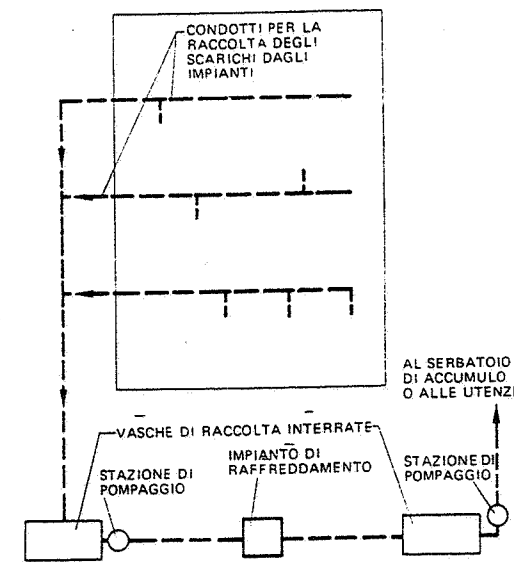 CONDOTTI PER LA
RACCOLTA DEGLI
SCARICHI DAGLI
IMPIANTI
AL SERBATOIO
DI ACCUMULO
O ALLE UTENZE
VASCHE DI RACCOLTA INTERRATE
IMPIANTO DI
RAFFREDDAMENTO
STAZIONE DI
POMPAGGIO
STAZIONE DI
POMPAGGIO